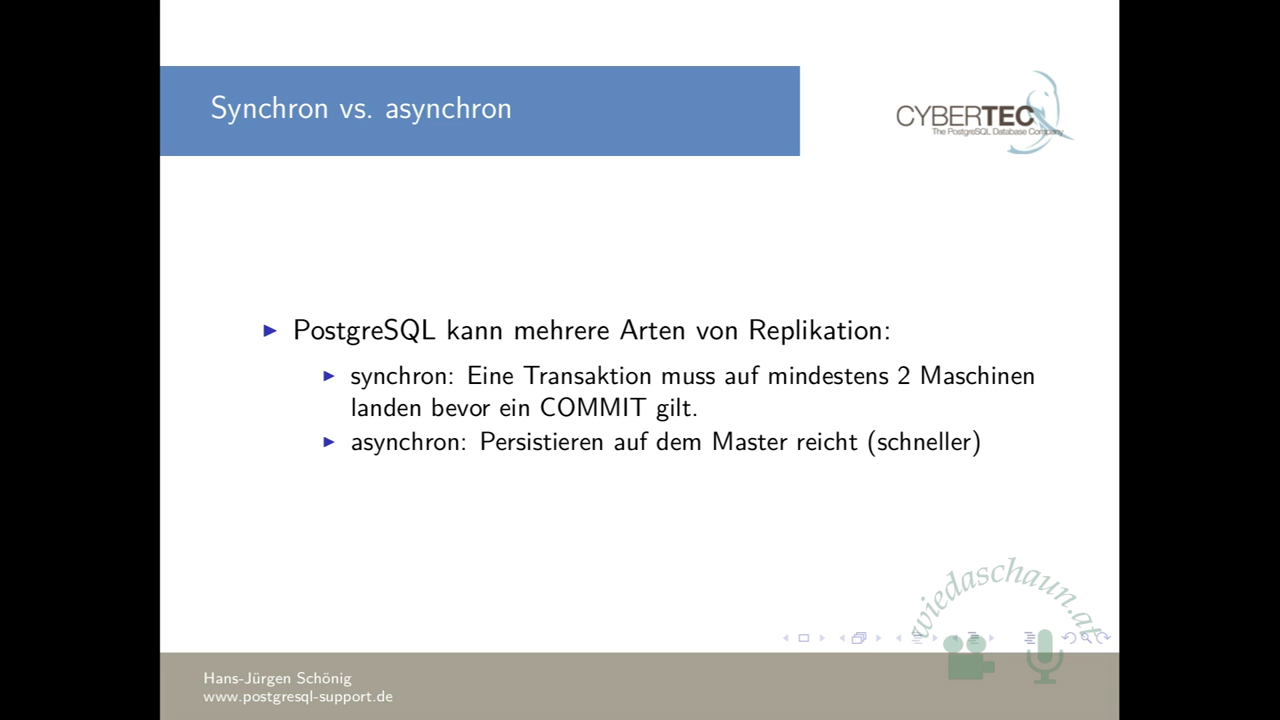 Synchron vs. asynchron
CYBERTEC
The PostgreSQL Database Company
PostgreSQL kann mehrere Arten von Replikation:
synchron: Eine Transaktion muss auf mindestens 2 Maschinen
landen bevor ein COMMIT gilt.
asynchron: Persistieren auf dem Master reicht (schneller)
wiedaschaun.at
Hans-Jürgen Schönig
www.postgresql-support.de